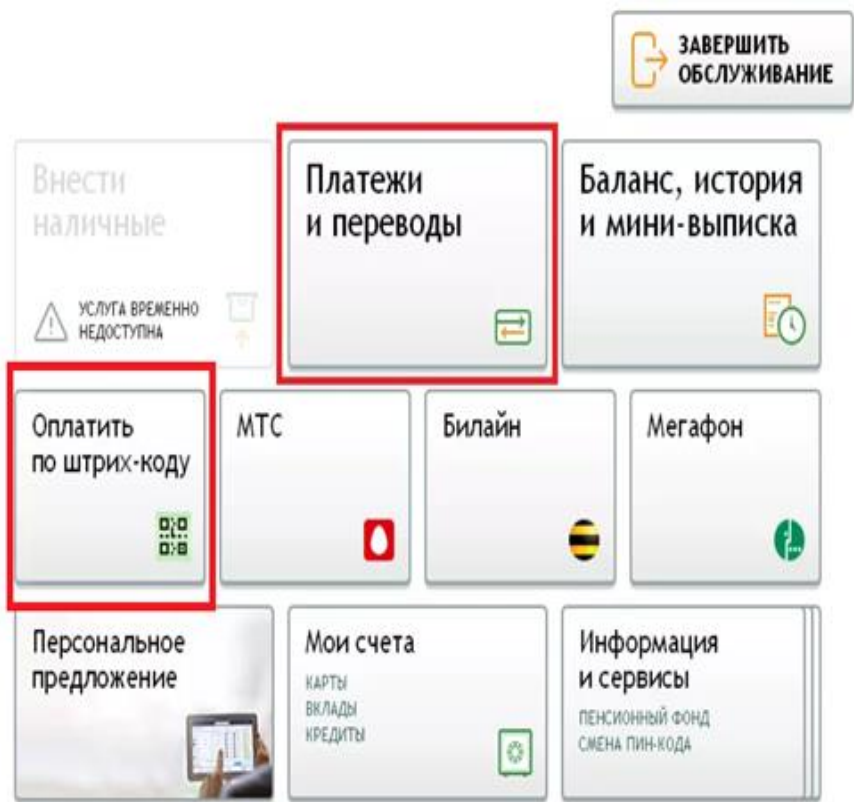 ЗАВЕРШИТЬ
ОБСЛУЖИВАНИЕ
Внести
наличные
УСЛУГА ВРЕМЕННО
НЕДОСТУПНА
Платежи
и переводы
Баланс, история
и мини-выписка
Оплатить
по штрих-коду
МТС
Билайн
Мегафон
Персональное
предложение
Мои счета
КАРТЫ
ВКЛАДЫ
КРЕДИТЫ
Информация
и сервисы
ПЕНСИОННЫЙ ФОНД
СМЕНА ПИН-КОДА